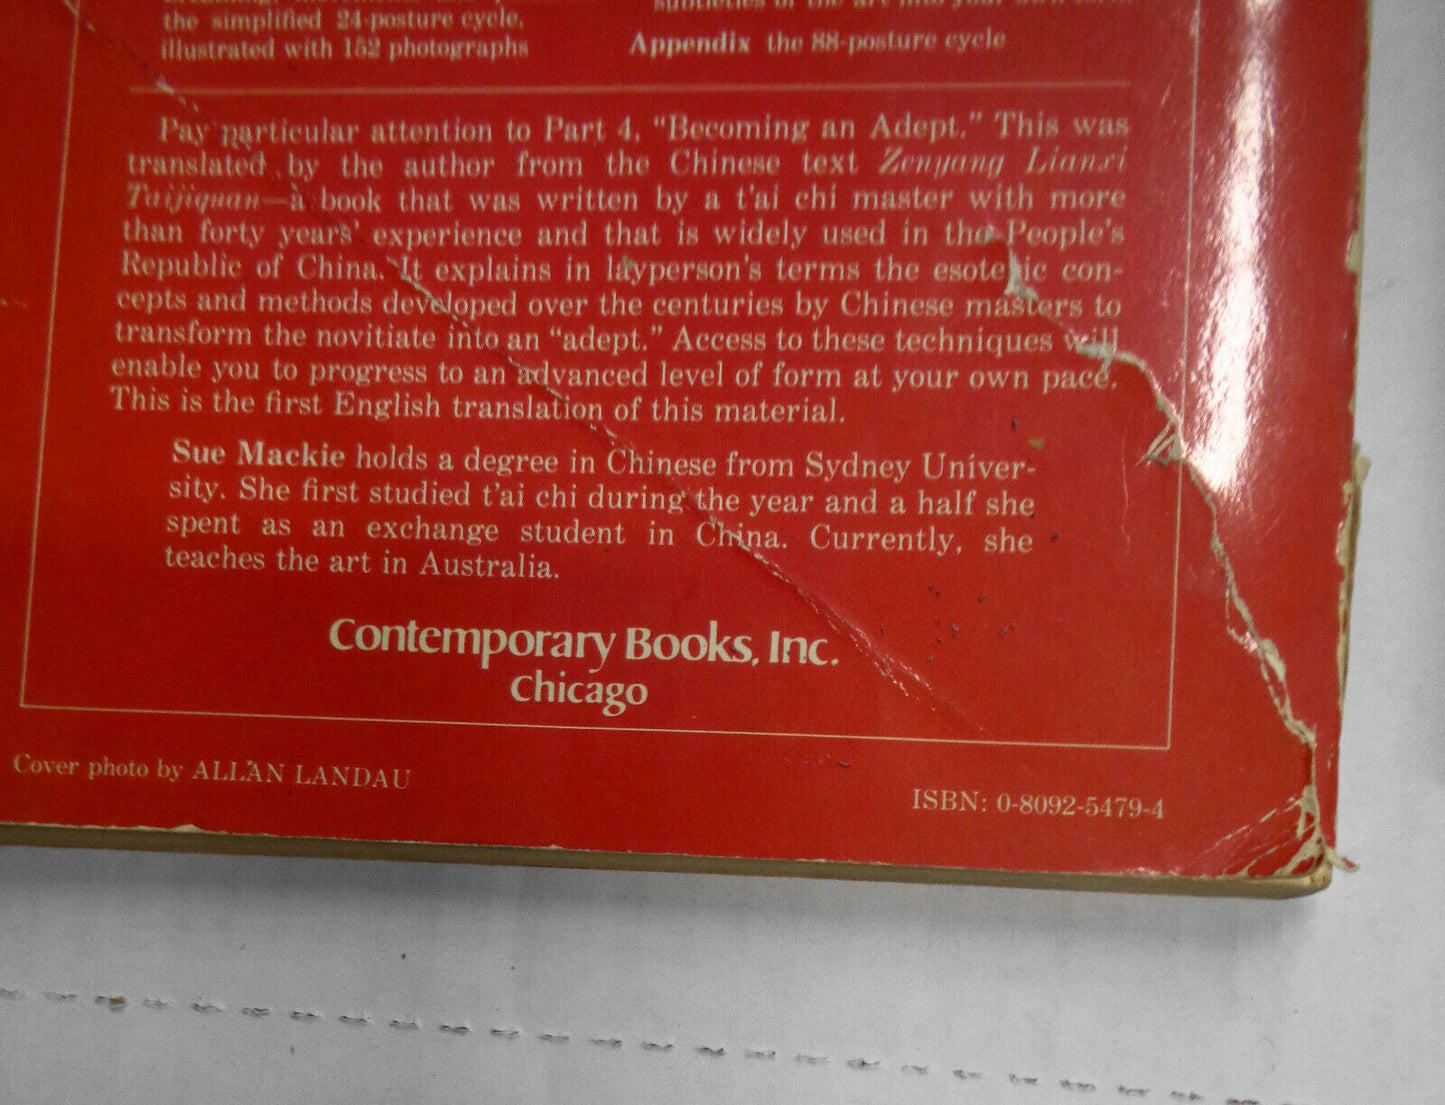 the simplified 24-posture cycle,
illustrated with 152 photographs
subtleties of the art into your own
Appendix the 88-posture cycle
Pay particular attention to Part 4, “Becoming an Adept.” This was
translated by the author from the Chinese text Zenyang Lianxi
Taijiquan—a book that was written by a t'ai chi master with more
than forty years' experience and that is widely used in the People's
Republic of China. It explains in layperson's terms the esoteric con-
cepts and methods developed over the centuries by Chinese masters to
transform the novitiate into an “adept.” Access to these techniques will
enable you to progress to an advanced level of form at your own pace.
This is the first English translation of this material.
Sue Mackie holds a degree in Chinese from Sydney Univer-
sity. She first studied t'ai chi during the year and a half she
spent as an exchange student in China. Currently, she
teaches the art in Australia.
Contemporary Books, Inc.
Chicago
Cover photo by ALLAN LANDAU
ISBN: 0-8092-5479-4